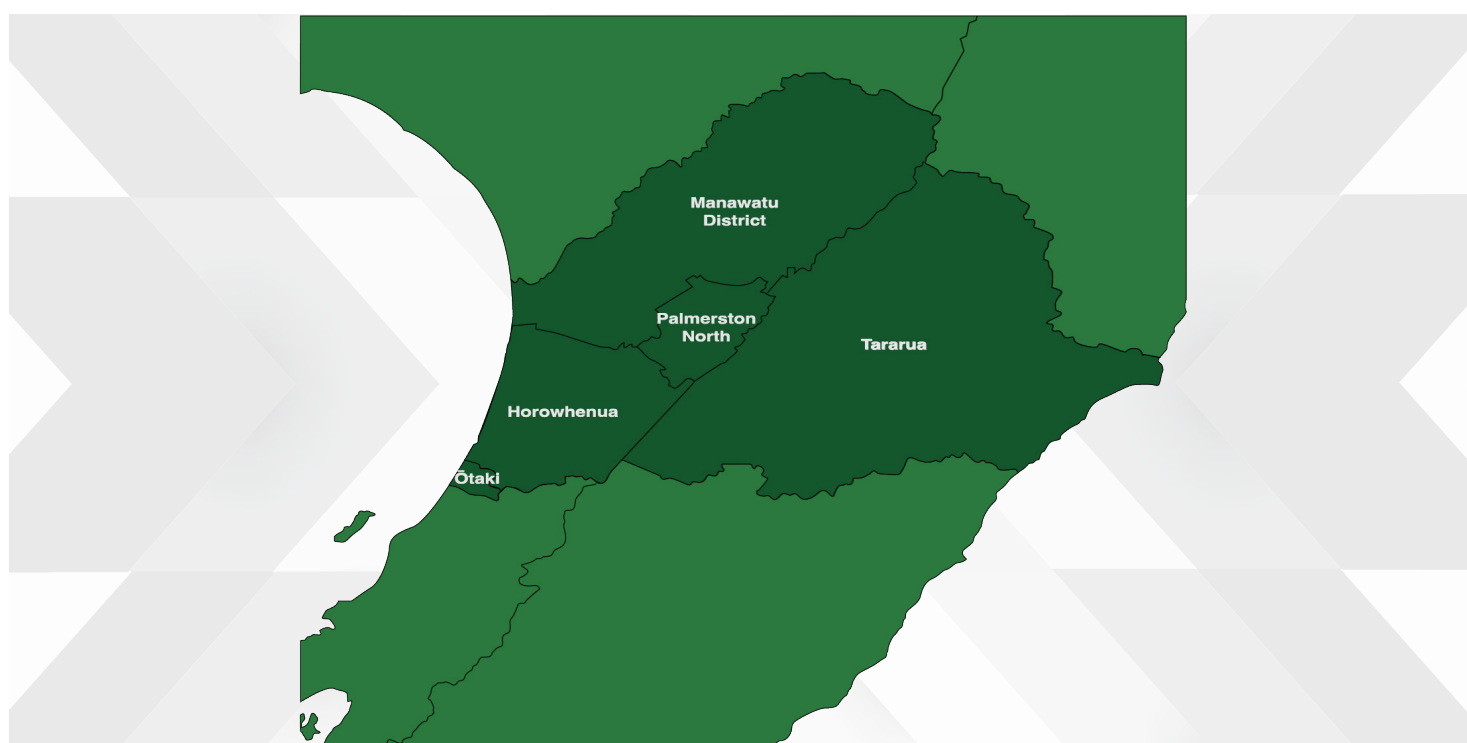 Manawatu
District
Palmerston
North
Tararua
Horowhenua
Ōtaki